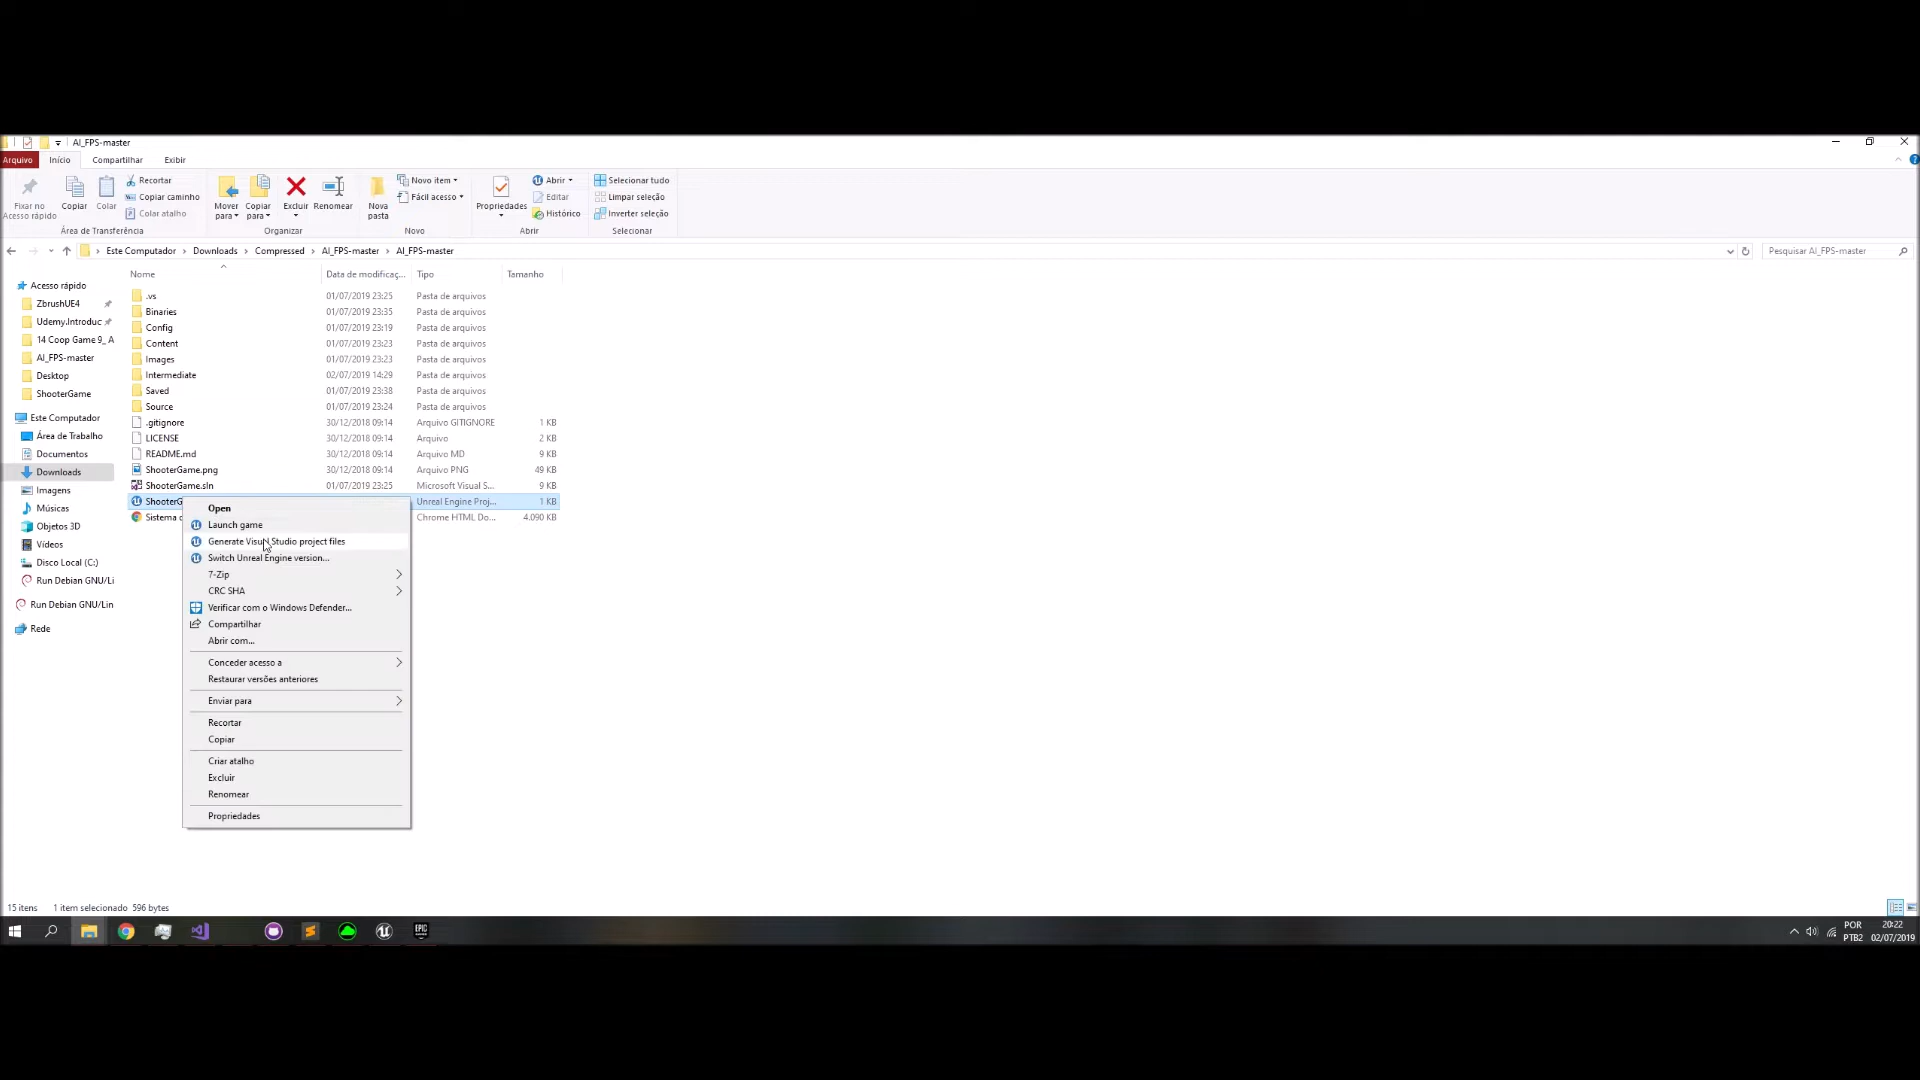 AI_FPS-master
Arquivo Início Compartilhar Exibir
Fixar no Acesso rápido
Copiar
Colar
Recortar
Copiar caminho
Colar atalho
Área de Transferência
Mover para
Copiar para
Excluir
Renomear
Organizar
Nova pasta
Novo item
Fácil acesso
Novo
Propriedades
Abrir
Editar
Histórico
Abrir
Selecionar tudo
Limpar seleção
Inverter seleção
Selecionar
Este Computador Downloads Compressed AI_FPS-master AI_FPS-master
Pesquisar AI_FPS-master
Nome Data de modificaç... Tipo Tamanho
Acesso rápido
ZbrushUE4
Udemy.Introduc
14 Coop Game 9_ A
AI_FPS-master
Desktop
ShooterGame
Este Computador
Área de Trabalho
Documentos
Downloads
Imagens
Músicas
Objetos 3D
Vídeos
Disco Local (C:)
Run Debian GNU/Li
Run Debian GNU/Lin
Rede
.vs 01/07/2019 23:25 Pasta de arquivos
Binaries 01/07/2019 23:35 Pasta de arquivos
Config 01/07/2019 23:19 Pasta de arquivos
Content 01/07/2019 23:23 Pasta de arquivos
Images 01/07/2019 23:23 Pasta de arquivos
Intermediate 02/07/2019 14:29 Pasta de arquivos
Saved 01/07/2019 23:38 Pasta de arquivos
Source 01/07/2019 23:24 Pasta de arquivos
.gitignore 30/12/2018 09:14 Arquivo GITIGNORE 1 KB
LICENSE 30/12/2018 09:14 Arquivo 2 KB
README.md 30/12/2018 09:14 Arquivo MD 9 KB
ShooterGame.png 30/12/2018 09:14 Arquivo PNG 49 KB
ShooterGame.sln 01/07/2019 23:25 Microsoft Visual S... 9 KB
ShooterG Unreal Engine Proj... 1 KB
Sistema Chrome HTML Do... 4.090 KB
Open
Launch game
Generate Visual Studio project files
Switch Unreal Engine version...
7-Zip
CRC SHA
Verificar com o Windows Defender...
Compartilhar
Abrir com...
Conceder acesso a
Restaurar versões anteriores
Enviar para
Recortar
Copiar
Criar atalho
Excluir
Renomear
Propriedades
15 itens 1 item selecionado 596 bytes
EPIC
POR
PTB2
20:22
02/07/2019